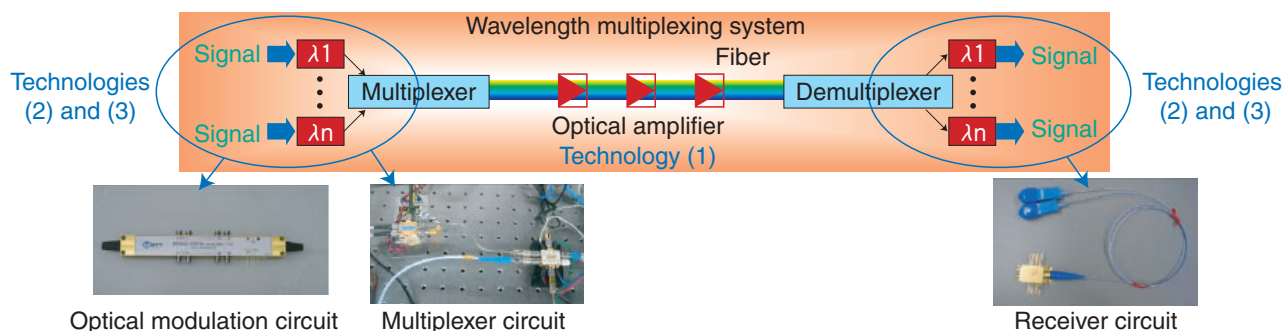 Wavelength multiplexing system
Fiber
Signal
λ1
Technologies
(2) and (3)
Multiplexer
Signal
λn
Optical amplifier
Technology (1)
Demultiplexer
λ1
Signal
λn
Signal
Technologies
(2) and (3)
NTT
Optical modulation circuit
Multiplexer circuit
Receiver circuit